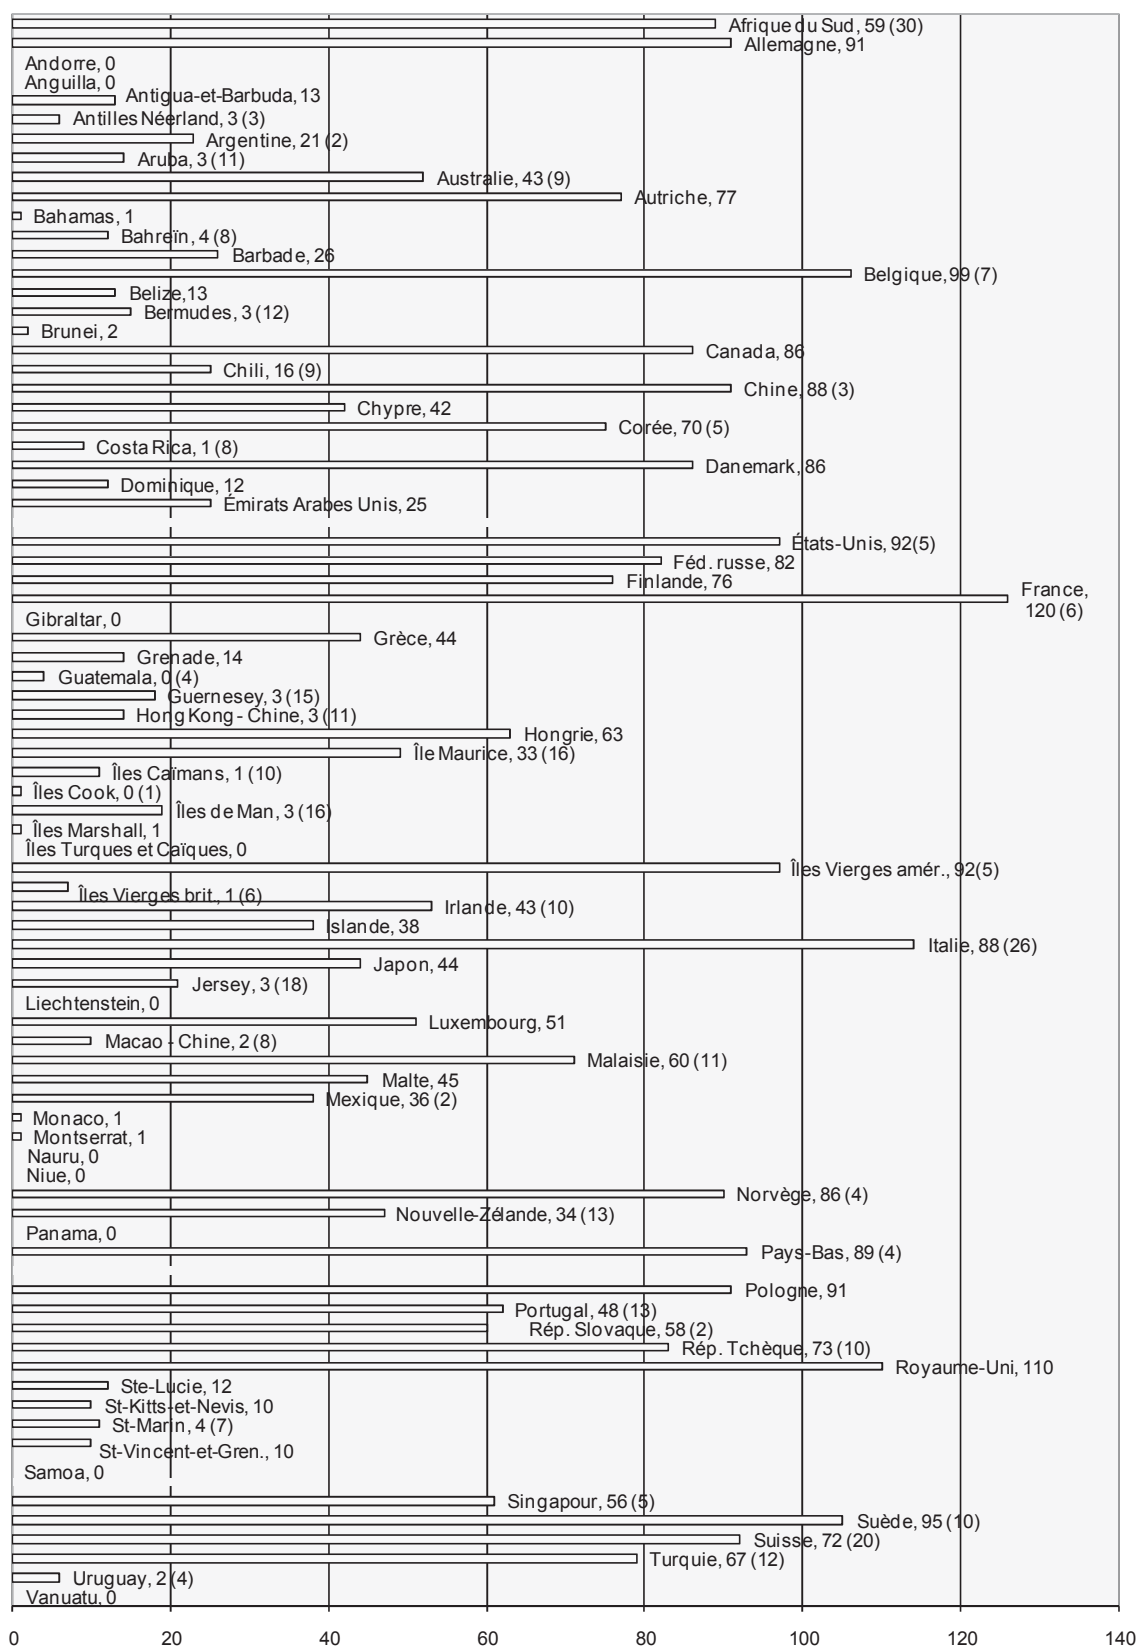 Afrique du Sud, 59 (30)
Allemagne, 91
Andorre, 0
Anguilla, 0
Antigua-et-Barbuda, 13
Antilles Néerland, 3 (3)
Argentine, 21 (2)
Aruba, 3 (11)
Australie, 43 (9)
Autriche, 77
Bahamas, 1
Bahreïn, 4 (8)
Barbade, 26
Belgique, 99 (7)
Belize, 13
Bermudes, 3 (12)
Brunei, 2
Canada, 86
Chili, 16 (9)
Chine, 88 (3)
Chypre, 42
Corée, 70 (5)
Costa Rica, 1 (8)
Danemark, 86
Dominique, 12
Émirats Arabes Unis, 25
États-Unis, 92(5)
Féd. russe, 82
Finlande, 76
France,
120 (6)
Gibraltar, 0
Grèce, 44
Grenade, 14
Guatemala, 0 (4)
Guernesey, 3 (15)
Hong Kong - Chine, 3 (11)
Hongrie, 63
Île Maurice, 33 (16)
Îles Caïmans, 1 (10)
Îles Cook, 0 (1)
Îles de Man, 3 (16)
Îles Marshall, 1
Îles Turques et Caïques, 0
Îles Vierges amér., 92(5)
Îles Vierges brit., 1 (6)
Irlande, 43 (10)
Islande, 38
Italie, 88 (26)
Japon, 44
Jersey, 3 (18)
Liechtenstein, 0
Luxembourg, 51
Macao - Chine, 2 (8)
Malaisie, 60 (11)
Malte, 45
Mexique, 36 (2)
Monaco, 1
Montserrat, 1
Nauru, 0
Niue, 0
Norvège, 86 (4)
Nouvelle-Zélande, 34 (13)
Panama, 0
Pays-Bas, 89 (4)
Pologne, 91
Portugal, 48 (13)
Rép. Slovaque, 58 (2)
Rép. Tchèque, 73 (10)
Royaume-Uni, 110
Ste-Lucie, 12
St-Kitts-et-Nevis, 10
St-Marin, 4 (7)
St-Vincent-et-Gren., 10
Samoa, 0
Singapour, 56 (5)
Suède, 95 (10)
Suisse, 72 (20)
Turquie, 67 (12)
Uruguay, 2 (4)
Vanuatu, 0
0 20 40 60 80 100 120 140